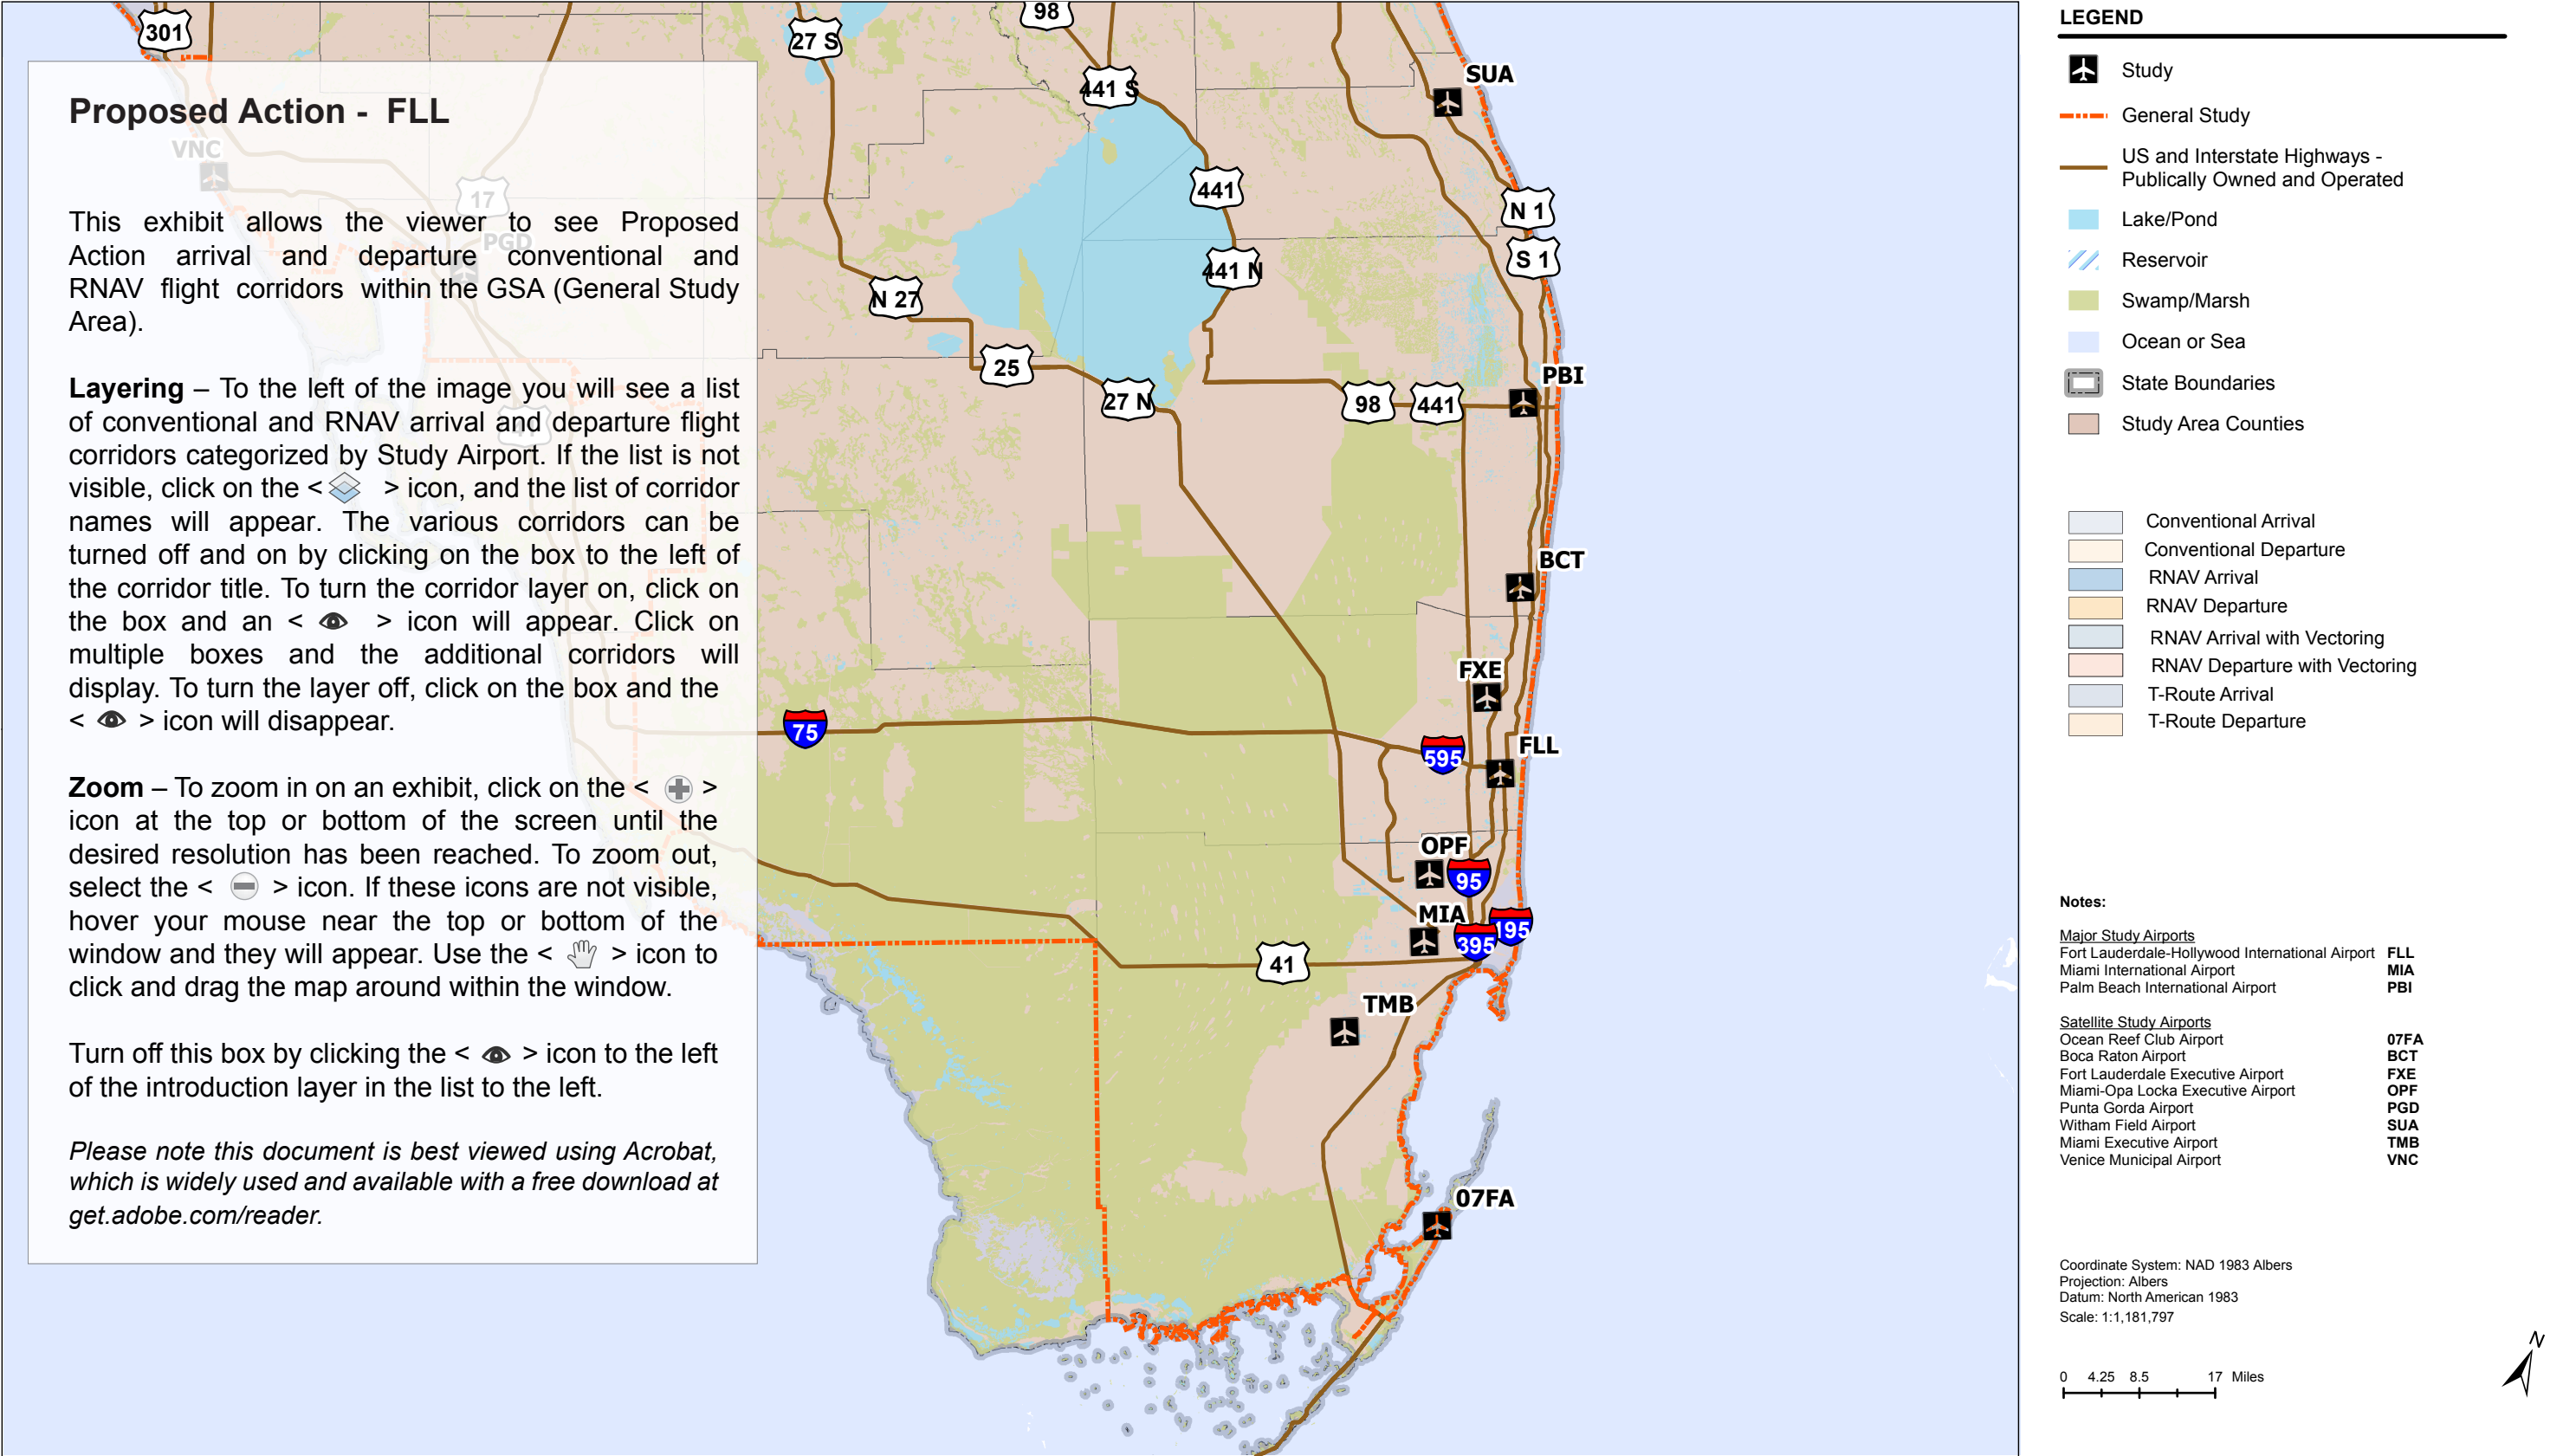 Proposed Action - FLL
This exhibit allows the viewer to see Proposed
Action arrival and departure conventional and
RNAV flight corridors within the GSA (General Study
Area).
Layering – To the left of the image you will see a list
of conventional and RNAV arrival and departure flight
corridors categorized by Study Airport. If the list is not
visible, click on the < > icon, and the list of corridor
names will appear. The various corridors can be
turned off and on by clicking on the box to the left of
the corridor title. To turn the corridor layer on, click on
the box and an < > icon will appear. Click on
multiple boxes and the additional corridors will
display. To turn the layer off, click on the box and the
< > icon will disappear.
Zoom – To zoom in on an exhibit, click on the < >
icon at the top or bottom of the screen until the
desired resolution has been reached. To zoom out,
select the < > icon. If these icons are not visible,
hover your mouse near the top or bottom of the
window and they will appear. Use the < > icon to
click and drag the map around within the window.
Turn off this box by clicking the < > icon to the left
of the introduction layer in the list to the left.
Please note this document is best viewed using Acrobat,
which is widely used and available with a free download at
get.adobe.com/reader.
301
VNC
17
PGD
41
27 S
98
441 S
SUA
441
N 1
S 1
441 N
N 27
25
27 N
98
441
PBI
BCT
FXE
75
595
FLL
OPF
95
MIA
195
395
41
TMB
07FA
LEGEND
Study
General Study
US and Interstate Highways -
Publically Owned and Operated
Lake/Pond
Reservoir
Swamp/Marsh
Ocean or Sea
State Boundaries
Study Area Counties
Conventional Arrival
Conventional Departure
RNAV Arrival
RNAV Departure
RNAV Arrival with Vectoring
RNAV Departure with Vectoring
T-Route Arrival
T-Route Departure
Notes:
Major Study Airports
Fort Lauderdale-Hollywood International Airport FLL
Miami International Airport MIA
Palm Beach International Airport PBI
Satellite Study Airports
Ocean Reef Club Airport 07FA
Boca Raton Airport BCT
Fort Lauderdale Executive Airport FXE
Miami-Opa Locka Executive Airport OPF
Punta Gorda Airport PGD
Witham Field Airport SUA
Miami Executive Airport TMB
Venice Municipal Airport VNC
Coordinate System: NAD 1983 Albers
Projection: Albers
Datum: North American 1983
Scale: 1:1,181,797
0 4.25 8.5 17 Miles
N